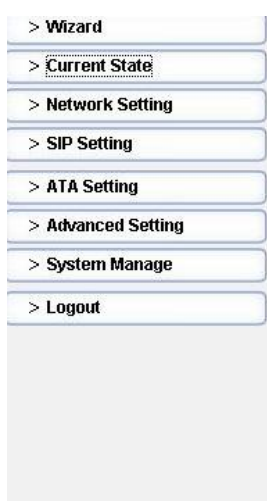 > Wizard
> Current State
> Network Setting
> SIP Setting
> ATA Setting
> Advanced Setting
> System Manage
> Logout